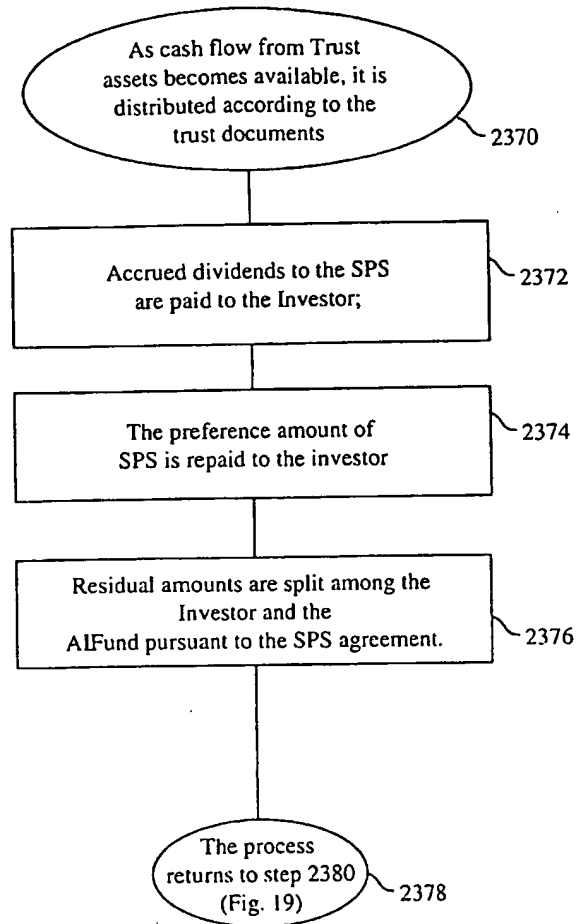 As cash flow from Trust
assets becomes available, it is
distributed according to the
trust documents
2370
Accrued dividends to the SPS
are paid to the Investor;
2372
The preference amount of
SPS is repaid to the investor
2374
Residual amounts are split among the
Investor and the
AIFund pursuant to the SPS agreement.
2376
The process
returns to step 2380
(Fig. 19)
2378